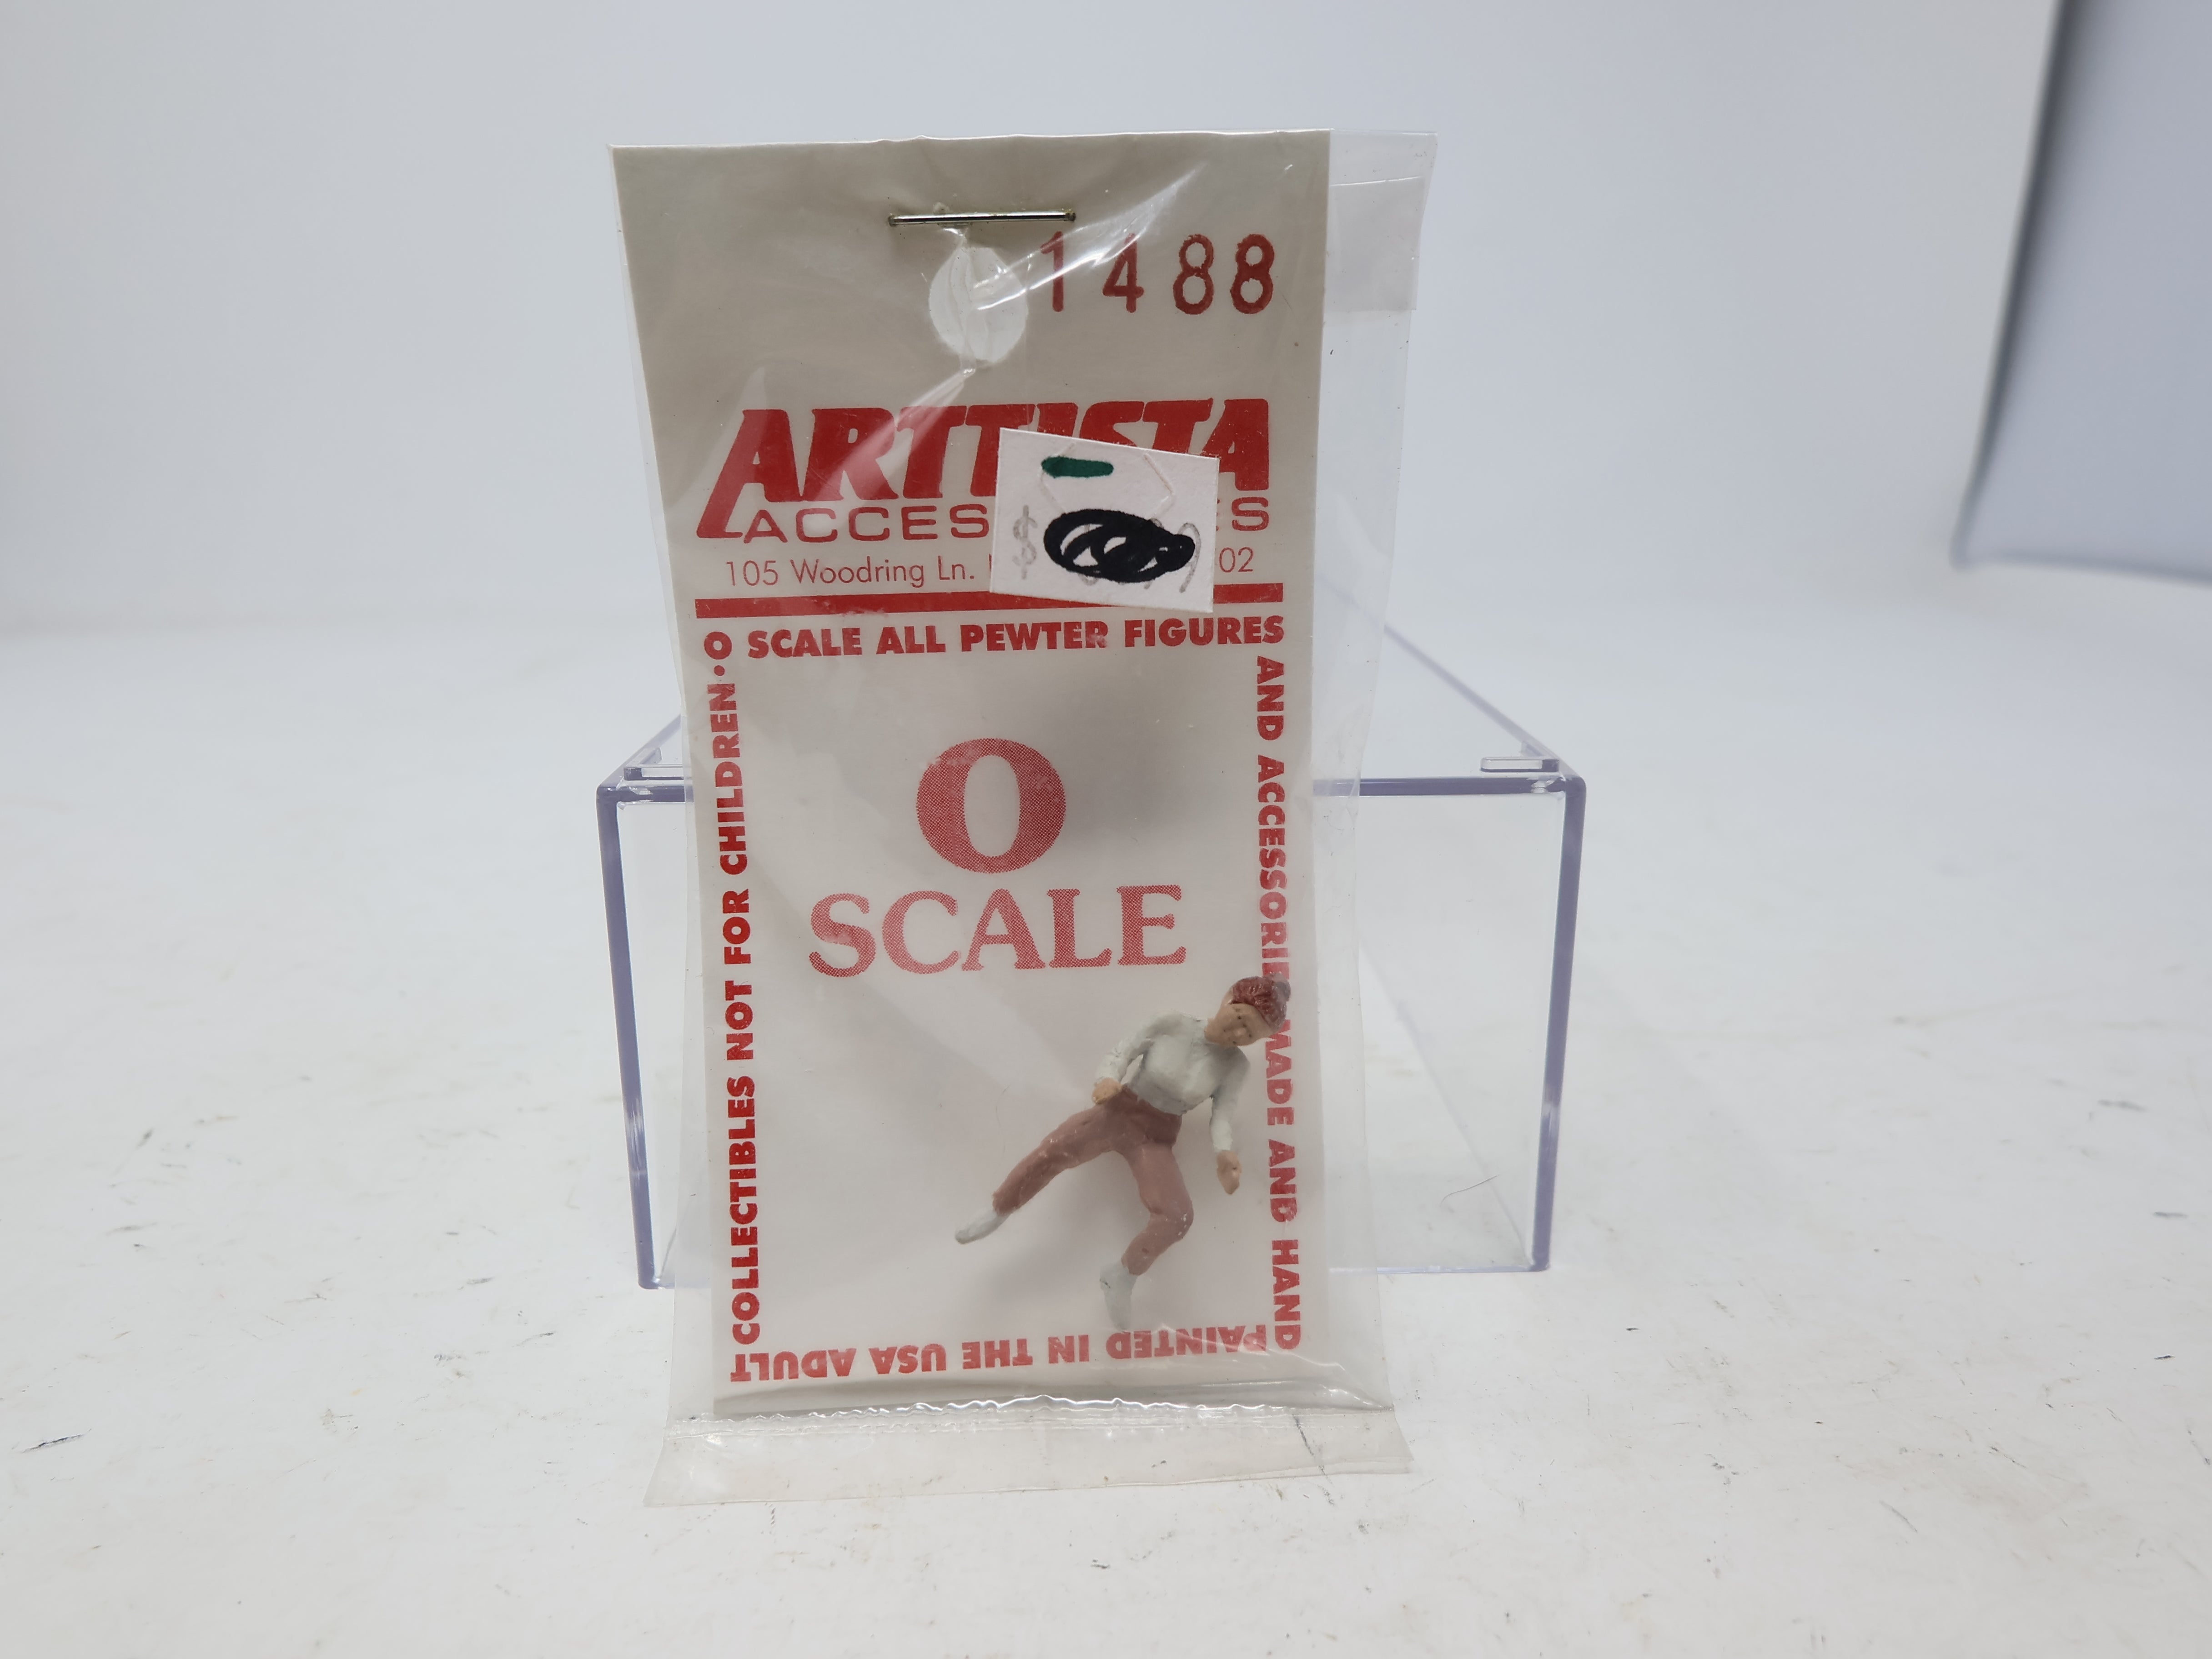 1488
ARTTISTA
105 Woodring Ln.
02
O SCALE ALL PEWTER FIGURES
AND ACCESSORIES MADE AND HAND
PAINTED IN THE USA ADULT
COLLECTIBLES NOT FOR CHILDREN •
O
SCALE
$